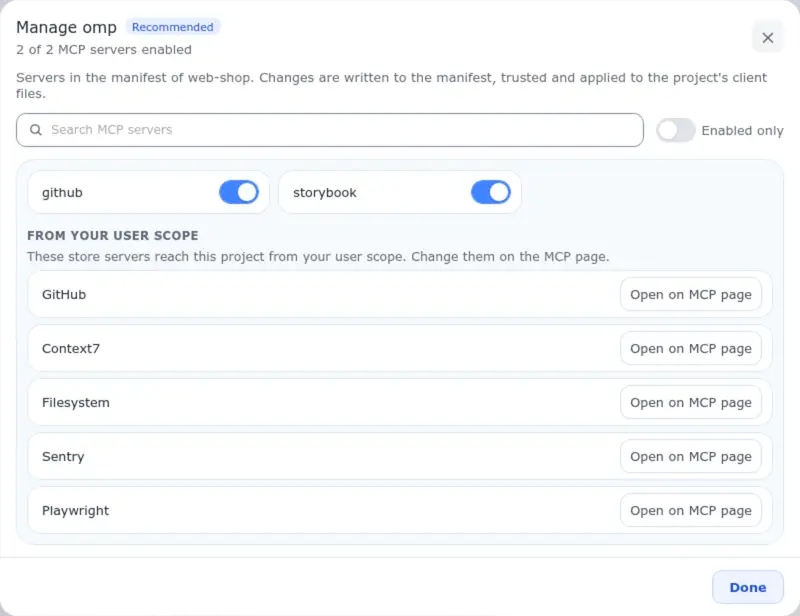 Manage omp Recommended
2 of 2 MCP servers enabled
Servers in the manifest of web-shop. Changes are written to the manifest, trusted and applied to the project's client
files.
Search MCP servers Enabled only
github storybook
FROM YOUR USER SCOPE
These store servers reach this project from your user scope. Change them on the MCP page.
GitHub Open on MCP page
Context7 Open on MCP page
Filesystem Open on MCP page
Sentry Open on MCP page
Playwright Open on MCP page
Done